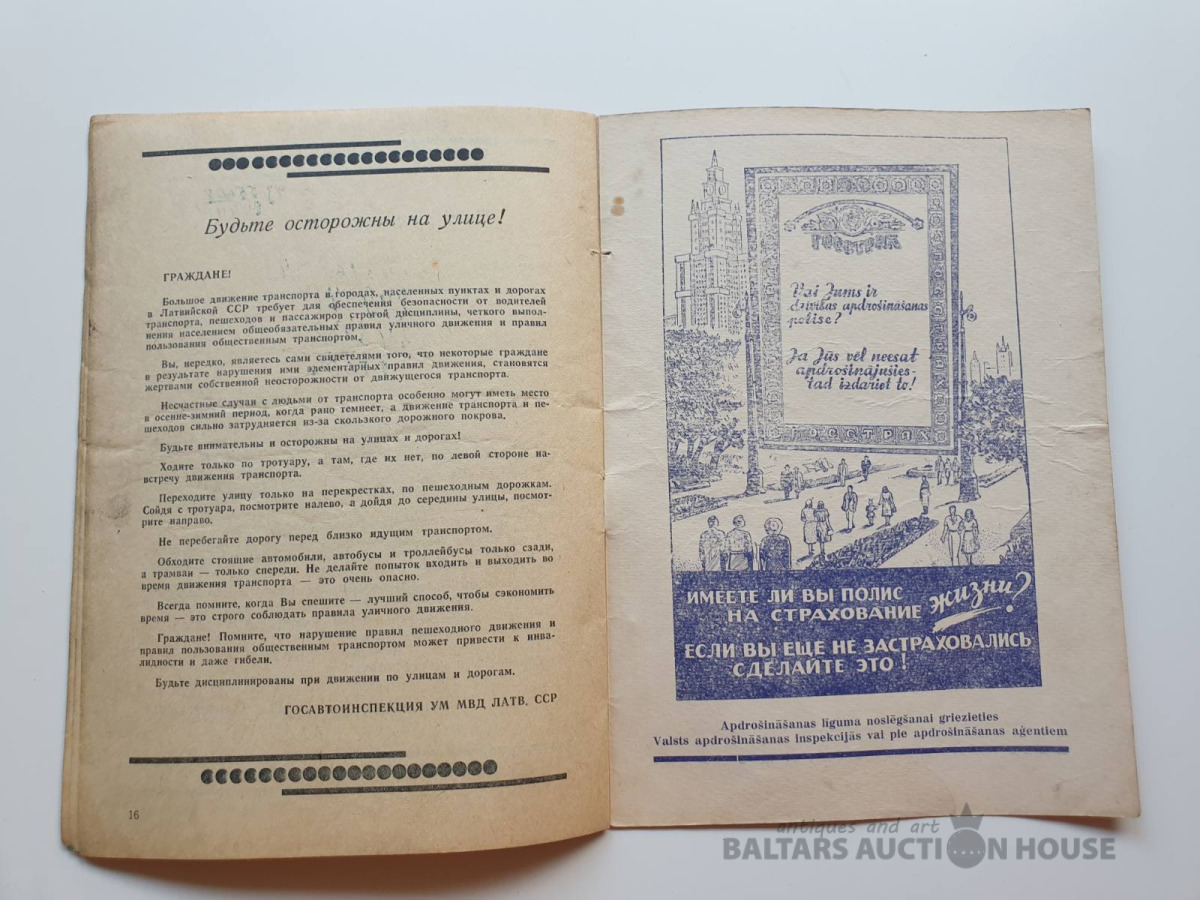 Будьте осторожны на улице!
ГРАЖДАНЕ!
Большое движение транспорта в городах, населенных пунктах и дорогах
в Латвийской ССР требует для обеспечения безопасности от водителей
транспорта, пешеходов и пассажиров строгой дисциплины, четкого выпол-
нения населением общеобязательных правил уличного движения и правил
пользования общественным транспортом.
Вы, нередко, являетесь сами свидетелями того, что некоторые граждане
в результате нарушения ими элементарных правил движения, становятся
жертвами собственной неосторожности от движущегося транспорта.
Несчастные случаи с людьми от транспорта особенно могут иметь место
в осенне-зимний период, когда рано темнеет, а движение транспорта и пе-
шеходов сильно затрудняется из-за скользкого дорожного покрова.
Будьте внимательны и осторожны на улицах и дорогах!
Ходите только по тротуару, а там, где их нет, по левой стороне на-
встречу движения транспорта.
Переходите улицу только на перекрестках, по пешеходным дорожкам.
Сойдя с тротуара, посмотрите налево, а дойдя до середины улицы, посмот-
рите направо.
Не перебегайте дорогу перед близко идущим транспортом.
Обходите стоящие автомобили, автобусы и троллейбусы только сзади,
а трамваи — только спереди. Не делайте попыток входить и выходить во
время движения транспорта — это очень опасно.
Всегда помните, когда Вы спешите — лучший способ, чтобы сэкономить
время — это строго соблюдать правила уличного движения.
Граждане! Помните, что нарушение правил пешеходного движения и
правил пользования общественным транспортом может привести к инва-
лидности и даже гибели.
Будьте дисциплинированы при движении по улицам и дорогам.
ГОСАВТОИНСПЕКЦИЯ УМ МВД ЛАТВ. ССР
16
ГОССТРАХ
Vai Jums ir
dzīvības apdrošināšanas
polise?
Ja Jūs vēl neesat
apdrošinājušies-
tad izdariet to!
ГОССТРАХ
ИМЕЕТЕ ЛИ ВЫ ПОЛИС
НА СТРАХОВАНИЕ жизни?
ЕСЛИ ВЫ ЕЩЕ НЕ ЗАСТРАХОВАЛИСЬ
СДЕЛАЙТЕ ЭТО!
Apdrošināšanas līguma noslēgšanai griezieties
Valsts apdrošināšanas inspekcijās vai pie apdrošināšanas aģentiem
antiques and art
BALTARS AUCTION HOUSE